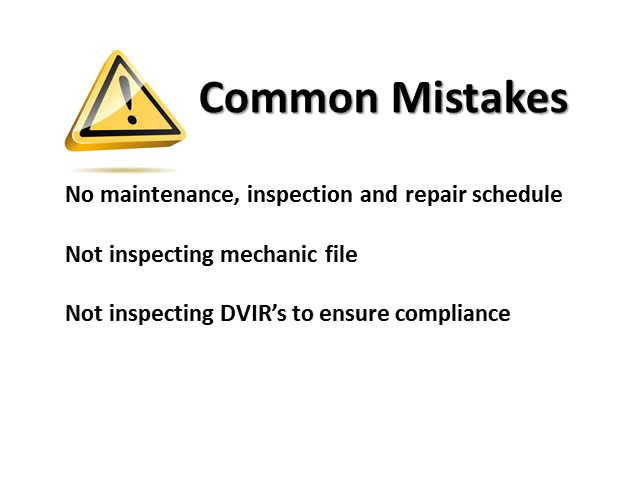 Common Mistakes
No maintenance, inspection and repair schedule
Not inspecting mechanic file
Not inspecting DVIR’s to ensure compliance